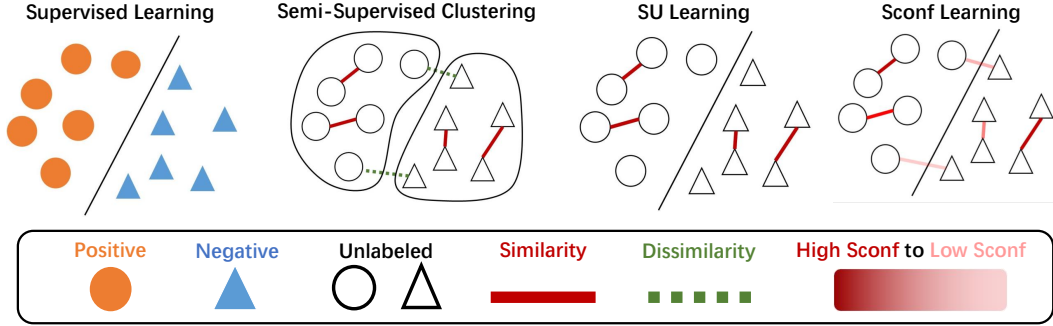 Supervised Learning
Semi-Supervised Clustering
SU Learning
Sconf Learning
Positive
Negative
Unlabeled
Similarity
Dissimilarity
High Sconf to Low Sconf